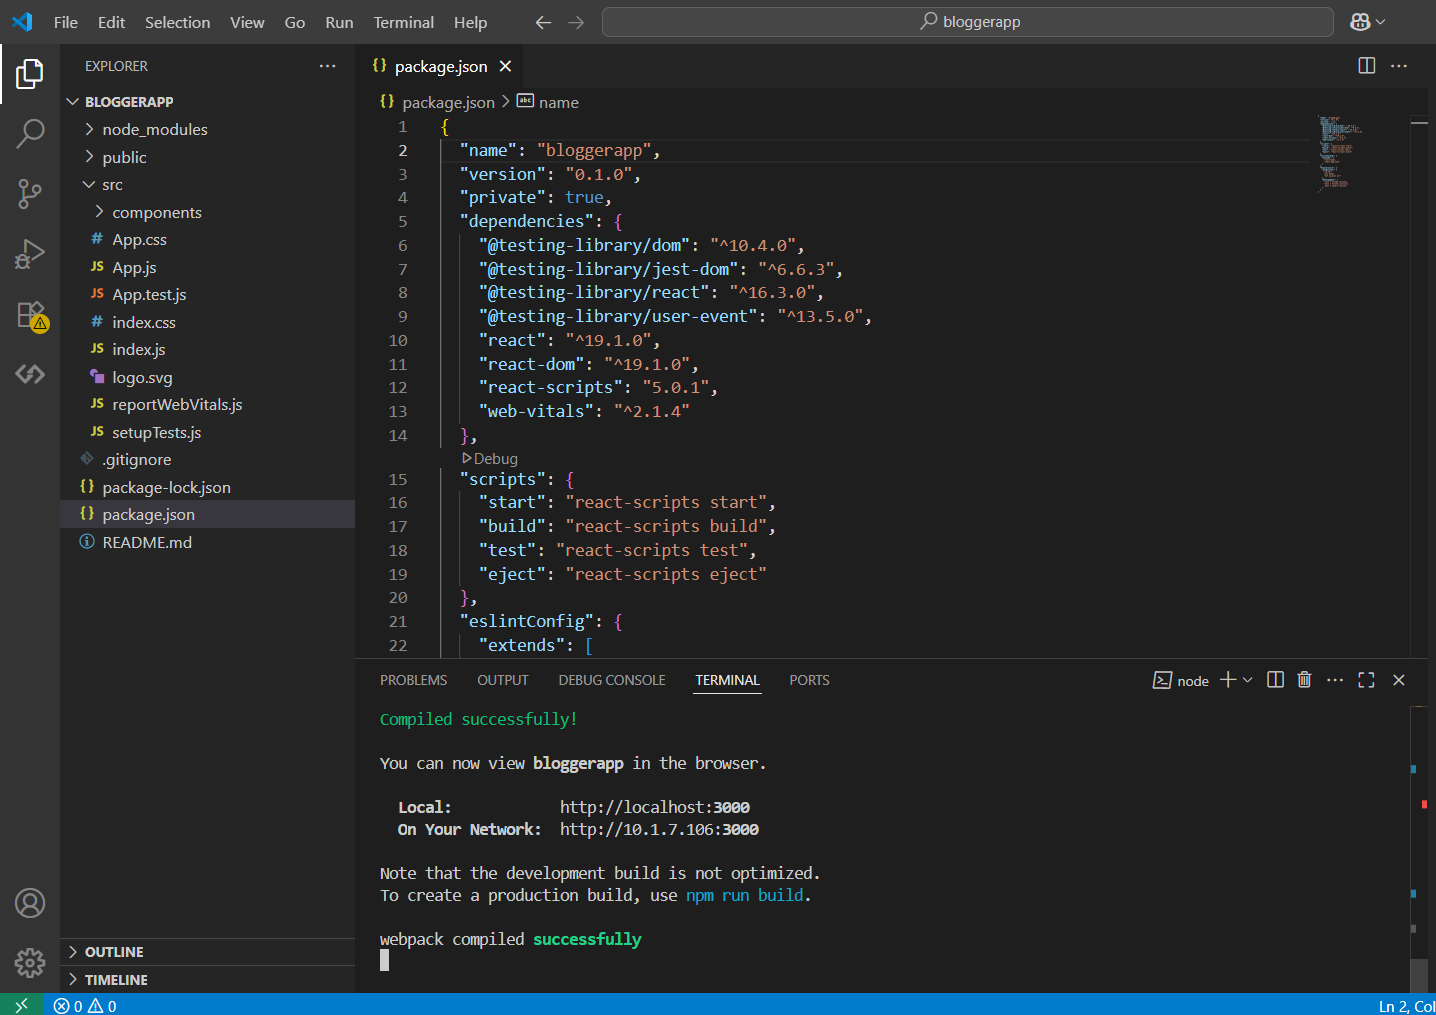 File Edit Selection View Go Run Terminal Help
bloggerapp
EXPLORER
BLOGGERAPP
node_modules
public
src
components
# App.css
JS App.js
JS App.test.js
# index.css
JS index.js
logo.svg
JS reportWebVitals.js
JS setupTests.js
.gitignore
{} package-lock.json
{} package.json
README.md
OUTLINE
TIMELINE
{} package.json
{} package.json > abc name
1 {
2 "name": "bloggerapp",
3 "version": "0.1.0",
4 "private": true,
5 "dependencies": {
6 "@testing-library/dom": "^10.4.0",
7 "@testing-library/jest-dom": "^6.6.3",
8 "@testing-library/react": "^16.3.0",
9 "@testing-library/user-event": "^13.5.0",
10 "react": "^19.1.0",
11 "react-dom": "^19.1.0",
12 "react-scripts": "5.0.1",
13 "web-vitals": "^2.1.4"
14 },
Debug
15 "scripts": {
16 "start": "react-scripts start",
17 "build": "react-scripts build",
18 "test": "react-scripts test",
19 "eject": "react-scripts eject"
20 },
21 "eslintConfig": {
22 "extends": [
PROBLEMS OUTPUT DEBUG CONSOLE TERMINAL PORTS
node
Compiled successfully!
You can now view bloggerapp in the browser.
Local: http://localhost:3000
On Your Network: http://10.1.7.106:3000
Note that the development build is not optimized.
To create a production build, use npm run build.
webpack compiled successfully
0 0
Ln 2, Col